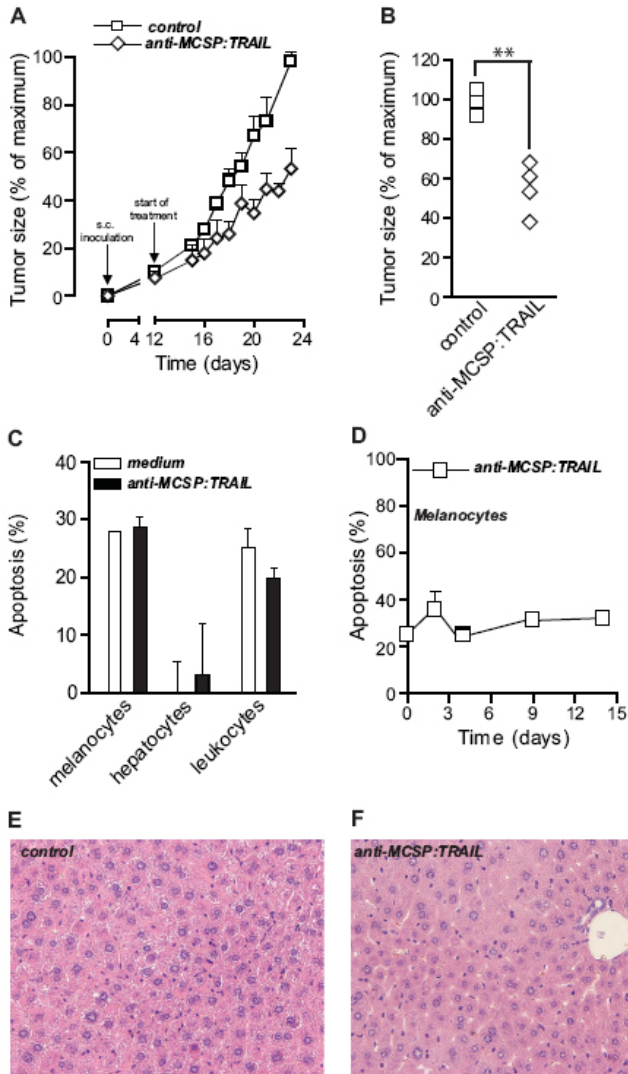 A
control
anti-MCSP:TRAIL
Tumor size (% of maximum)
100
80
60
40
20
0
s.c.
inoculation
start of
treatment
0 4 12 16 20 24
Time (days)
B
**
Tumor size (% of maximum)
120
100
80
60
40
20
0
control
anti-MCSP:TRAIL
C
medium
anti-MCSP:TRAIL
Apoptosis (%)
40
30
20
10
0
melanocytes
hepatocytes
leukocytes
D
anti-MCSP:TRAIL
Melanocytes
Apoptosis (%)
100
80
60
40
20
0
0 3 6 9 12 15
Time (days)
E
control
F
anti-MCSP:TRAIL